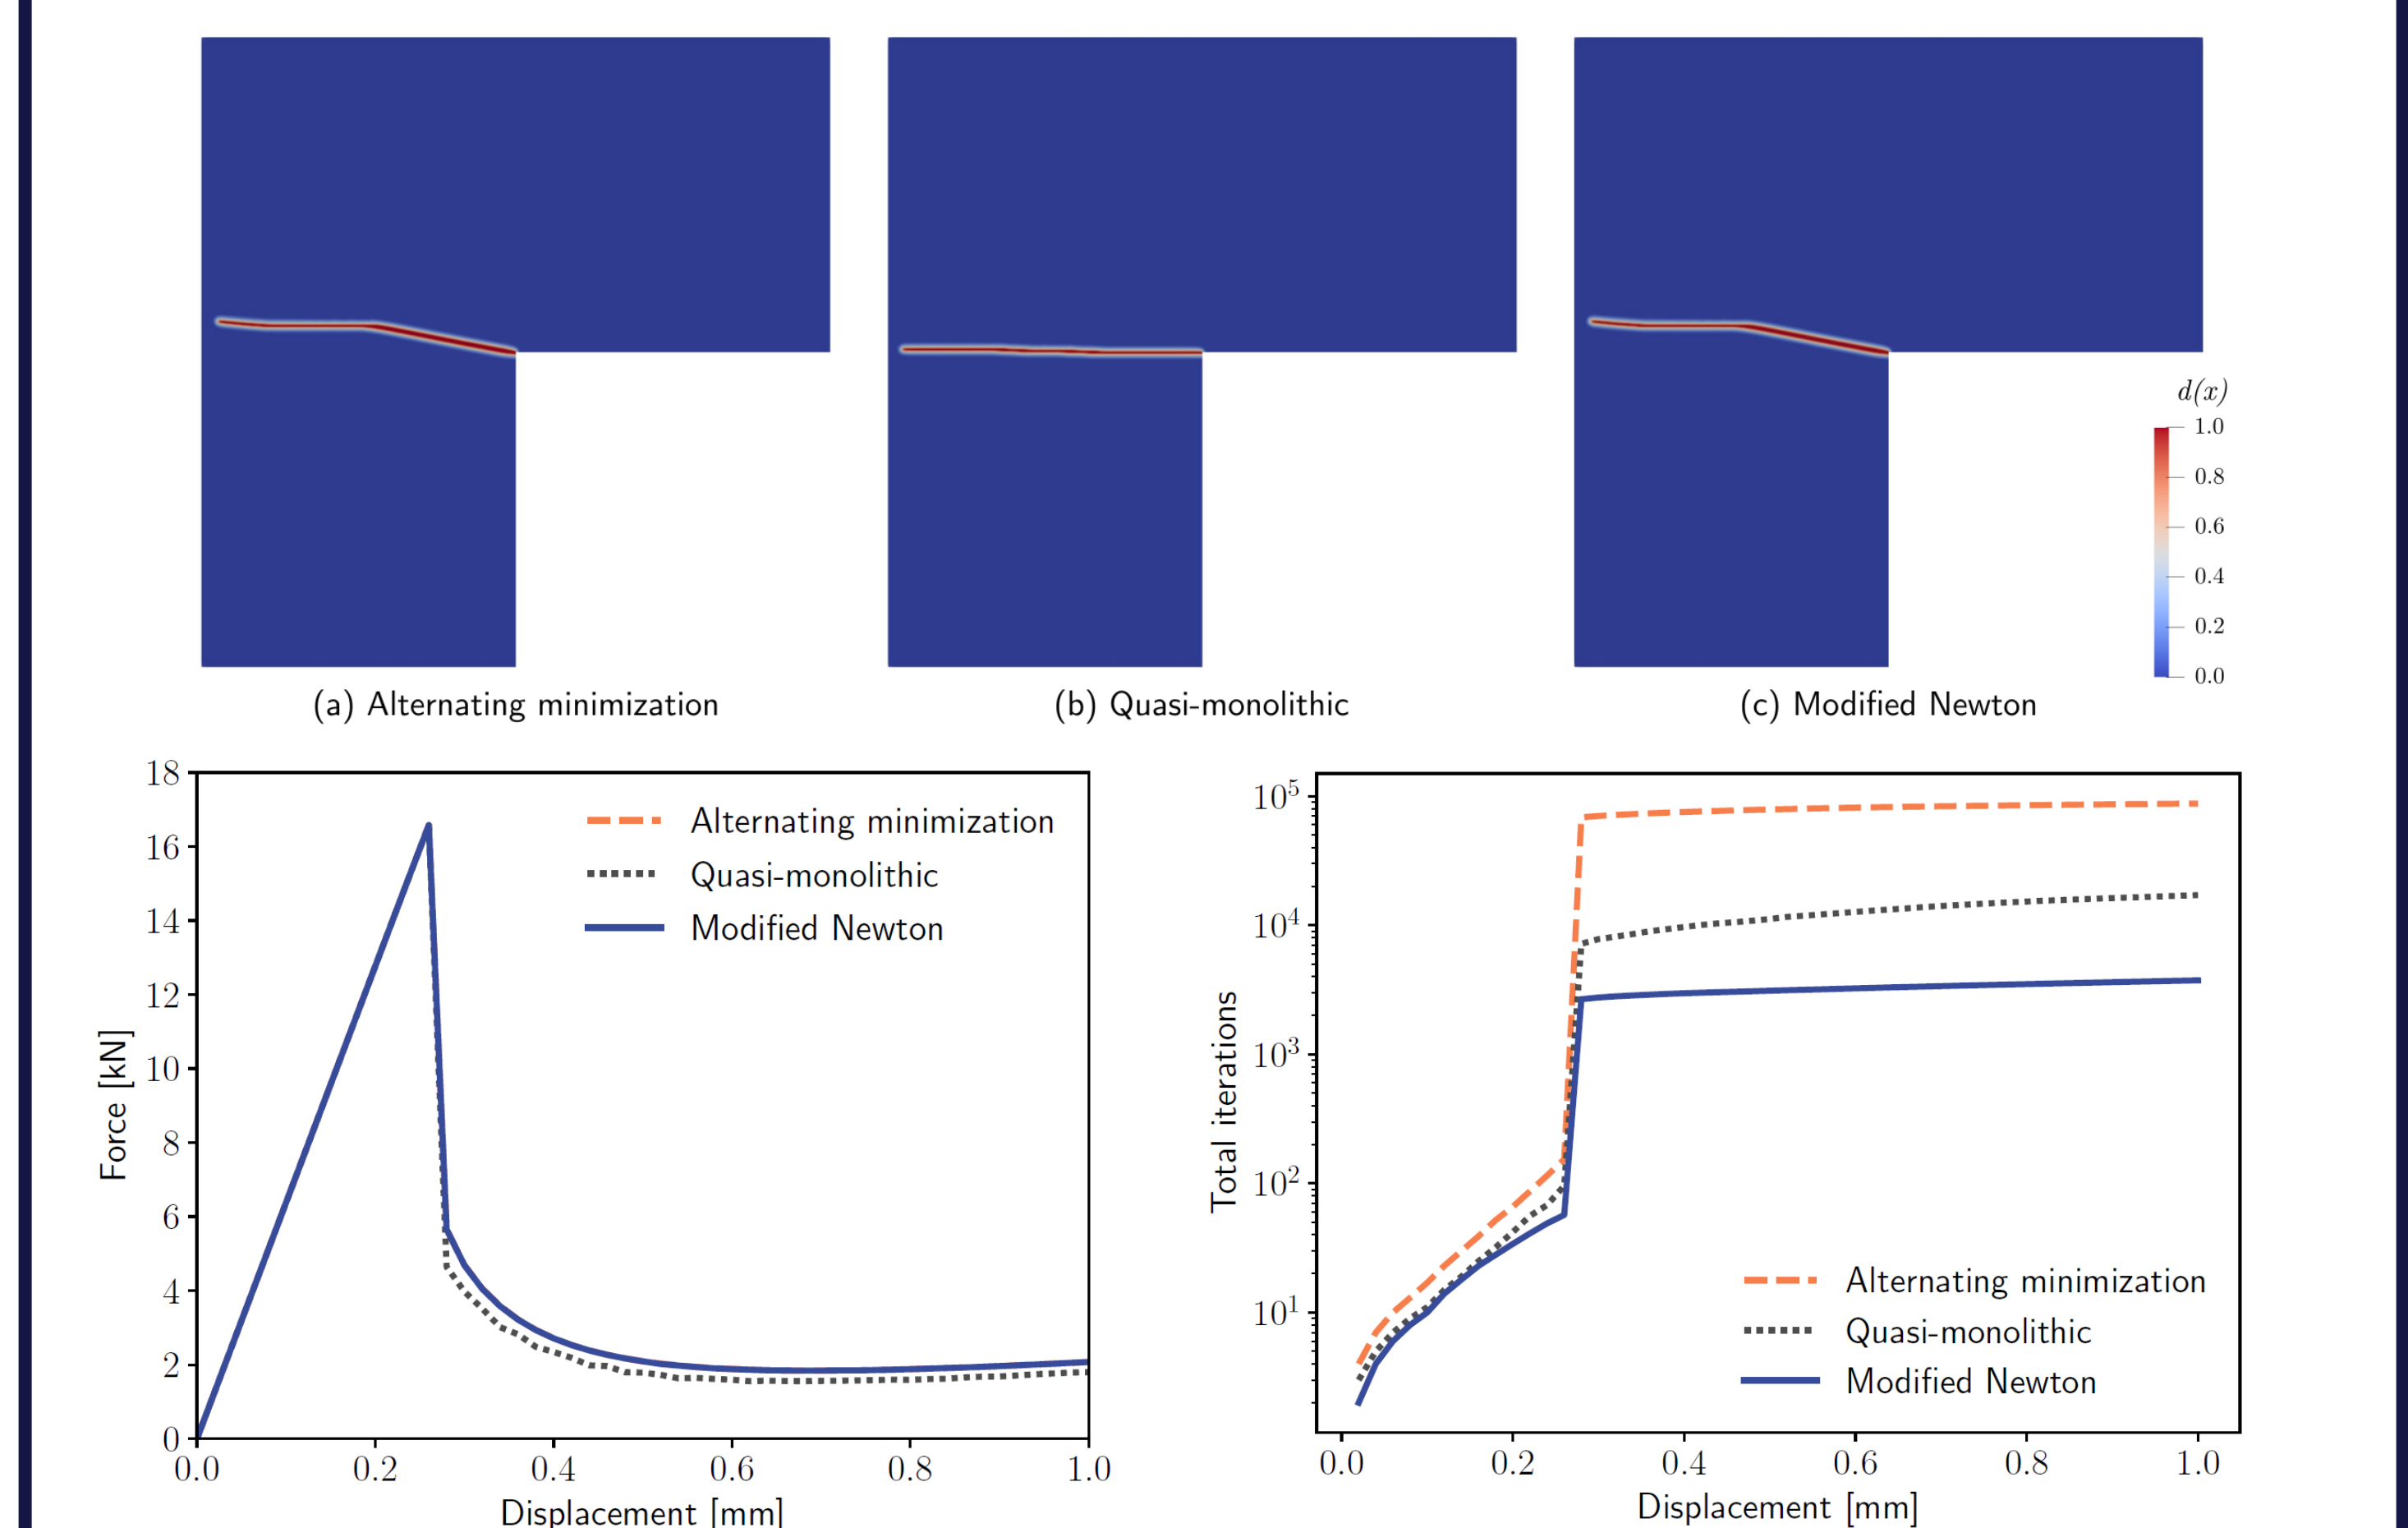 d(x)
1.0
0.8
0.6
0.4
0.2
0.0
(a) Alternating minimization
(b) Quasi-monolithic
(c) Modified Newton
18
16
14
12
10
8
6
4
2
0
Force [kN]
Alternating minimization
Quasi-monolithic
Modified Newton
0.0 0.2 0.4 0.6 0.8 1.0
Displacement [mm]
10⁵
10⁴
10³
10²
10¹
Total iterations
Alternating minimization
Quasi-monolithic
Modified Newton
0.0 0.2 0.4 0.6 0.8 1.0
Displacement [mm]